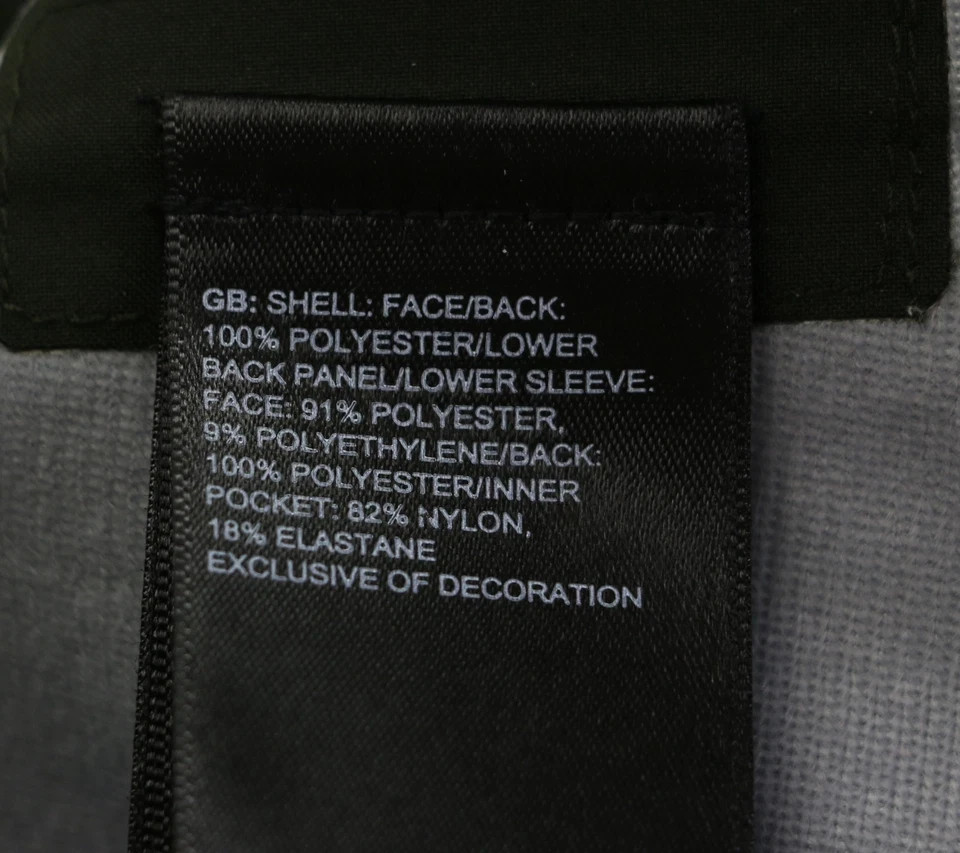 GB: SHELL: FACE/BACK:
100% POLYESTER/LOWER
BACK PANEL/LOWER SLEEVE:
FACE: 91% POLYESTER,
9% POLYETHYLENE/BACK:
100% POLYESTER/INNER
POCKET: 82% NYLON,
18% ELASTANE
EXCLUSIVE OF DECORATION